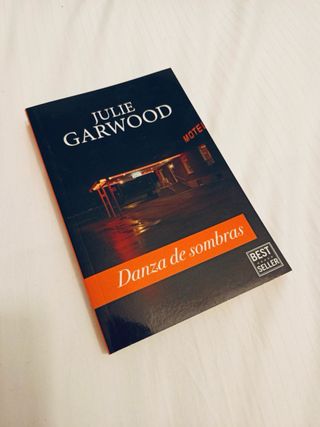 JULIE
GARWOOD
MOTEL
Danza de sombras
BEST
SELLER